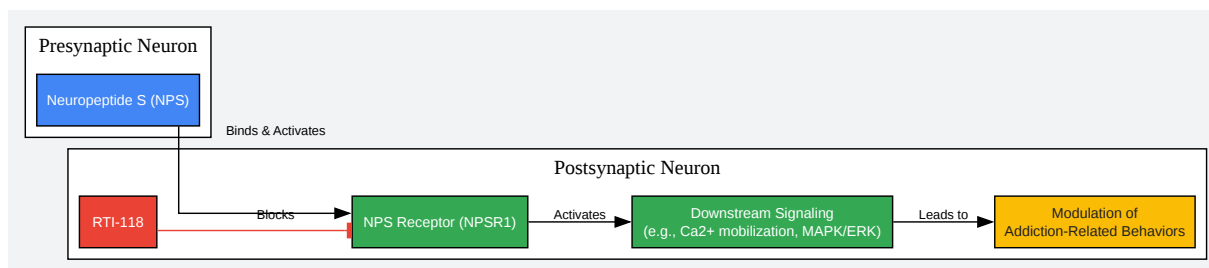 Presynaptic Neuron
Neuropeptide S (NPS)
Binds & Activates
Postsynaptic Neuron
RTI-118
Blocks
NPS Receptor (NPSR1)
Activates
Downstream Signaling
(e.g., Ca2+ mobilization, MAPK/ERK)
Leads to
Modulation of
Addiction-Related Behaviors